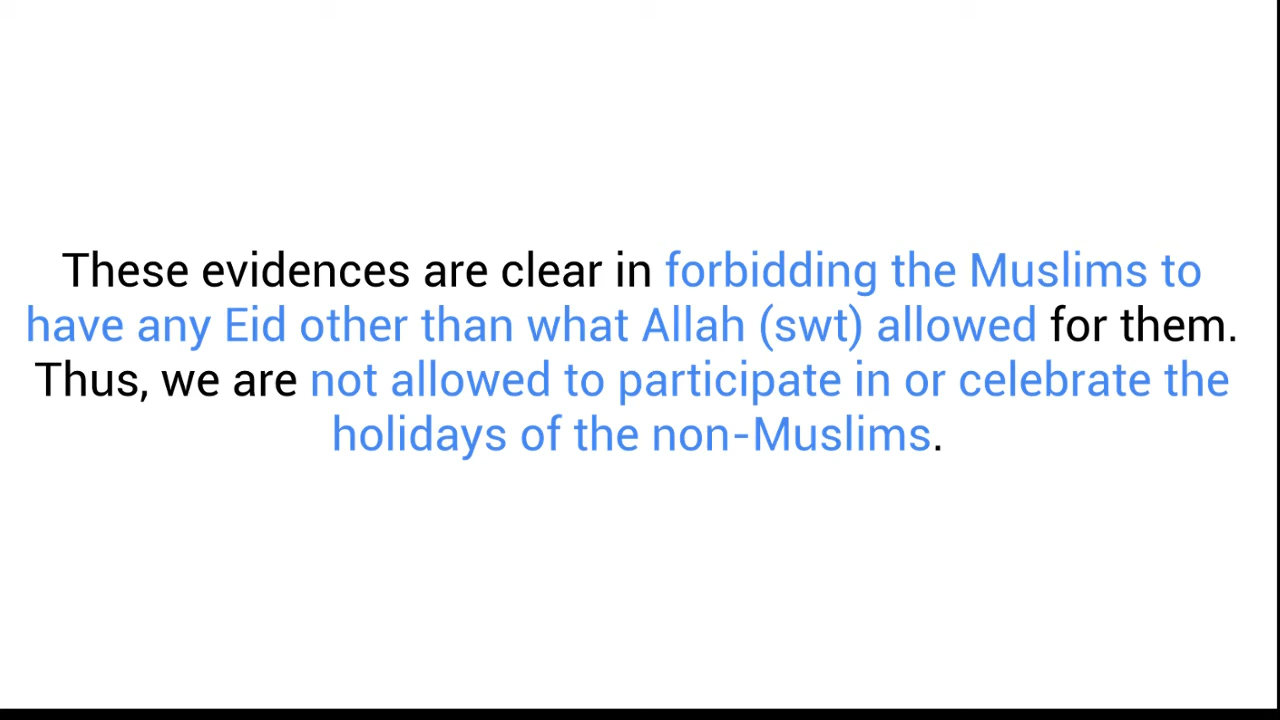 These evidences are clear in forbidding the Muslims to
have any Eid other than what Allah (swt) allowed for them.
Thus, we are not allowed to participate in or celebrate the
holidays of the non-Muslims.